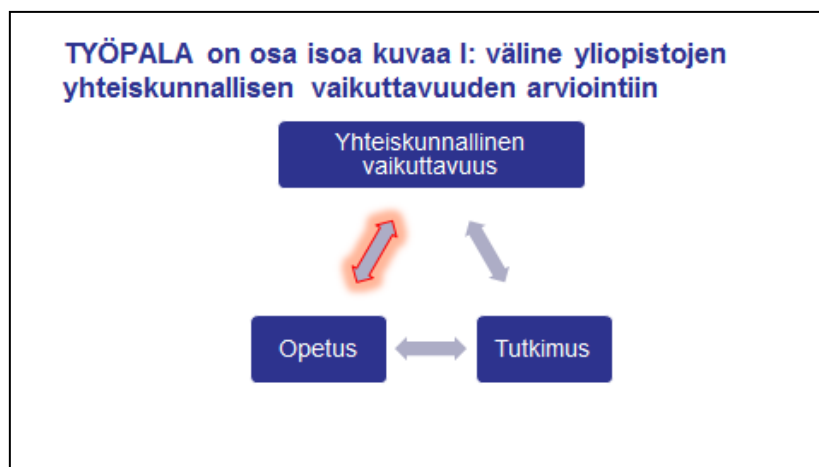 TYÖPALA on osa isoa kuvaa I: väline yliopistojen
yhteiskunnallisen vaikuttavuuden arviointiin
Yhteiskunnallinen
vaikuttavuus
Opetus
Tutkimus